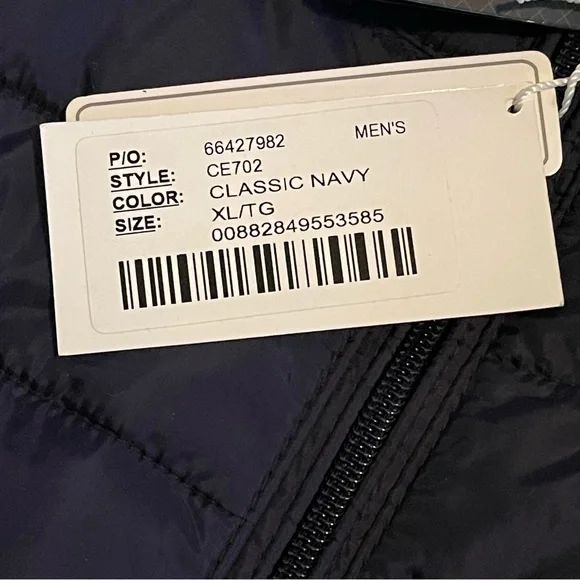 P/O: 66427982 MEN'S
STYLE: CE702
COLOR: CLASSIC NAVY
SIZE: XL/TG
00882849553585